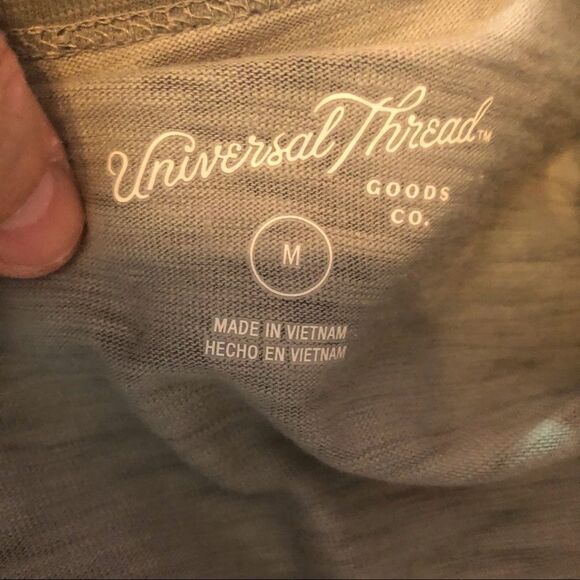 Universal Thread™
GOODS
CO.
M
MADE IN VIETNAM
HECHO EN VIETNAM